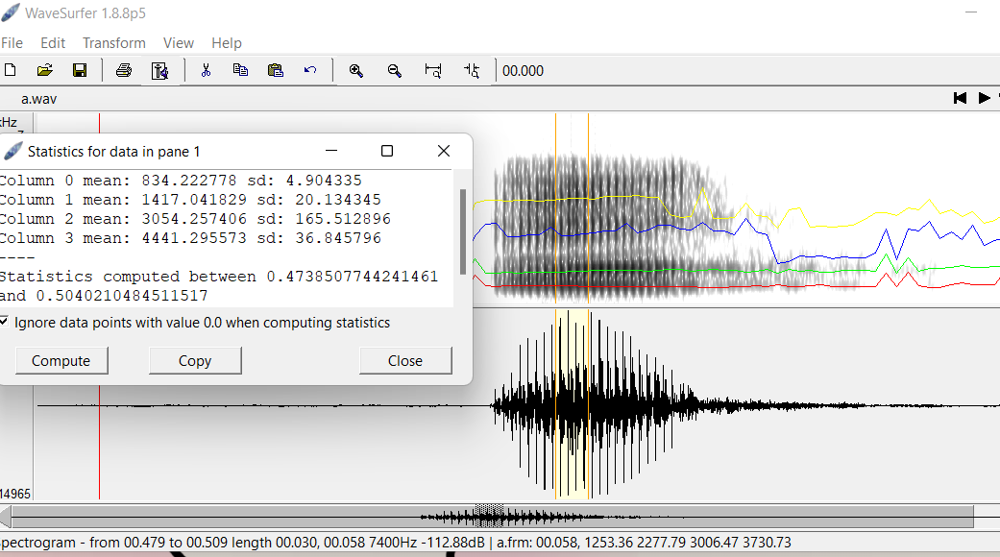 WaveSurfer 1.8.8p5
File Edit Transform View Help
00.000
a.wav
kHz
Statistics for data in pane 1
Column 0 mean: 834.222778 sd: 4.904335
Column 1 mean: 1417.041829 sd: 20.134345
Column 2 mean: 3054.257406 sd: 165.512896
Column 3 mean: 4441.295573 sd: 36.845796
----
Statistics computed between 0.4738507744241461
and 0.5040210484511517
Ignore data points with value 0.0 when computing statistics
Compute Copy Close
14965
pectrogram - from 00.479 to 00.509 length 00.030, 00.058 7400Hz -112.88dB | a.frm: 00.058, 1253.36 2277.79 3006.47 3730.73